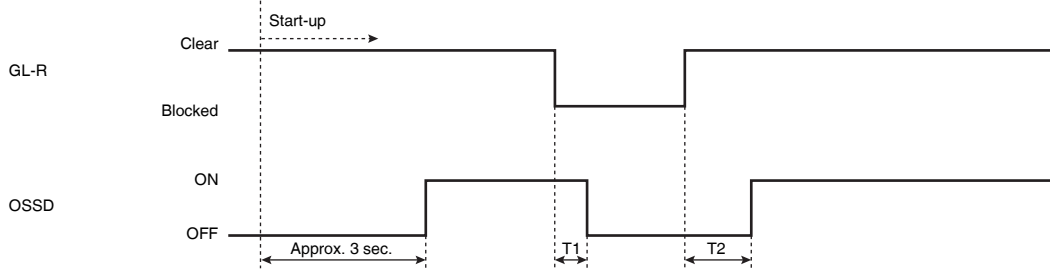 Start-up
Clear
GL-R
Blocked
ON
OSSD
OFF
Approx. 3 sec. T1 T2